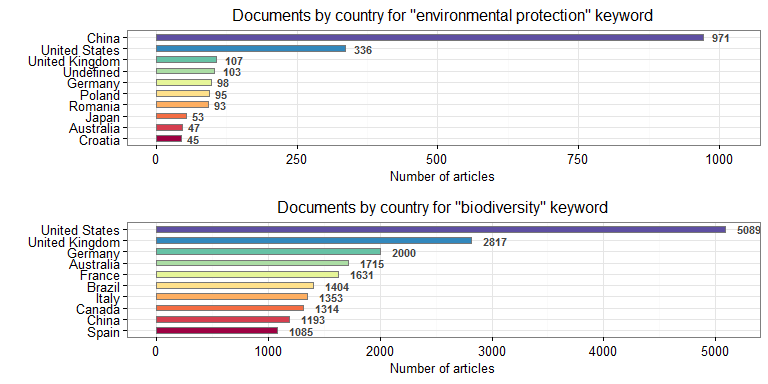 Documents by country for "environmental protection" keyword
China 971
United States 336
United Kingdom 107
Undefined 103
Germany 98
Poland 95
Romania 93
Japan 53
Australia 47
Croatia 45
0 250 500 750 1000
Number of articles
Documents by country for "biodiversity" keyword
United States 5089
United Kingdom 2817
Germany 2000
Australia 1715
France 1631
Brazil 1404
Italy 1353
Canada 1314
China 1193
Spain 1085
0 1000 2000 3000 4000 5000
Number of articles